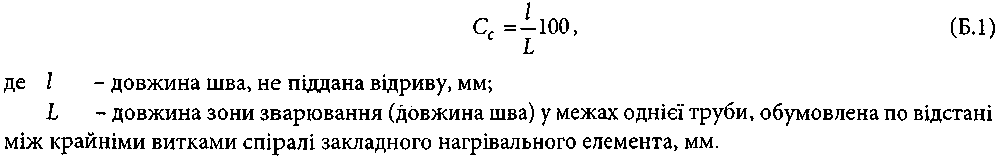 C_c = l/L 100, (Б.1)
де l – довжина шва, не піддана відриву, мм;
L – довжина зони зварювання (довжина шва) у межах однієї труби, обумовлена по відстані
між крайніми витками спіралі закладного нагрівального елемента, мм.